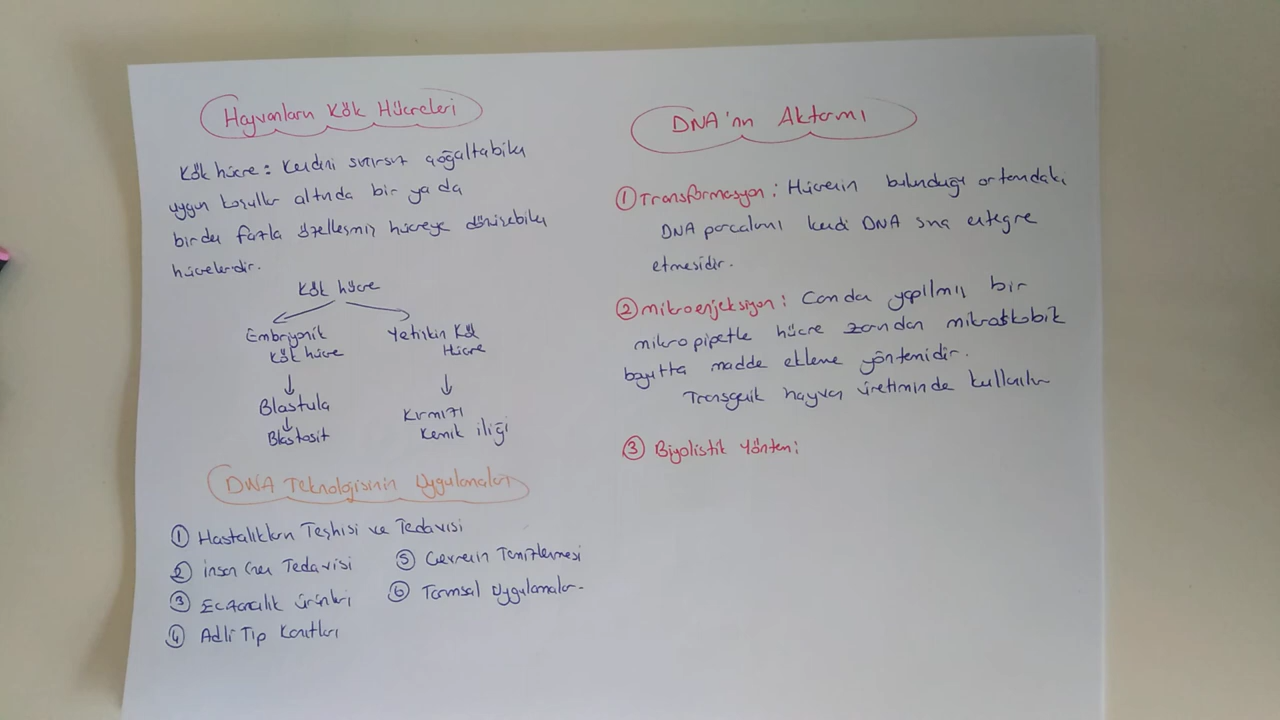 Hayvanların Kök Hücreleri
Kök hücre: Kendini sınırsız çoğaltabilen
uygun koşullar altında bir ya da
birden fazla özelleşmiş hücreye dönüşebilen
hücrelerdir.
Kök hücre
Embriyonik
Kök hücre
Yetişkin Kök
Hücre
Blastula
Blastosit
Kırmızı
Kemik iliği
DNA Teknolojisinin Uygulamaları
① Hastalıkların Teşhisi ve Tedavisi
② insan Gen Tedavisi
③ Eczacılık ürünleri
④ Adli Tıp Kanıtları
⑤ Çevrenin Temizlenmesi
⑥ Tarımsal Uygulamalar.
DNA'nın Aktarımı
① Transformasyon: Hücrenin bulunduğu ortamdaki
DNA parçalarını kendi DNA sına entegre
etmesidir.
② mikroenjeksiyon: Camdan yapılmış bir
mikropipetle hücre zarından mikroskobik
boyutta madde ekleme yöntemidir.
Transgenik hayvan üretiminde kullanılır
③ Biyolistik Yöntem: